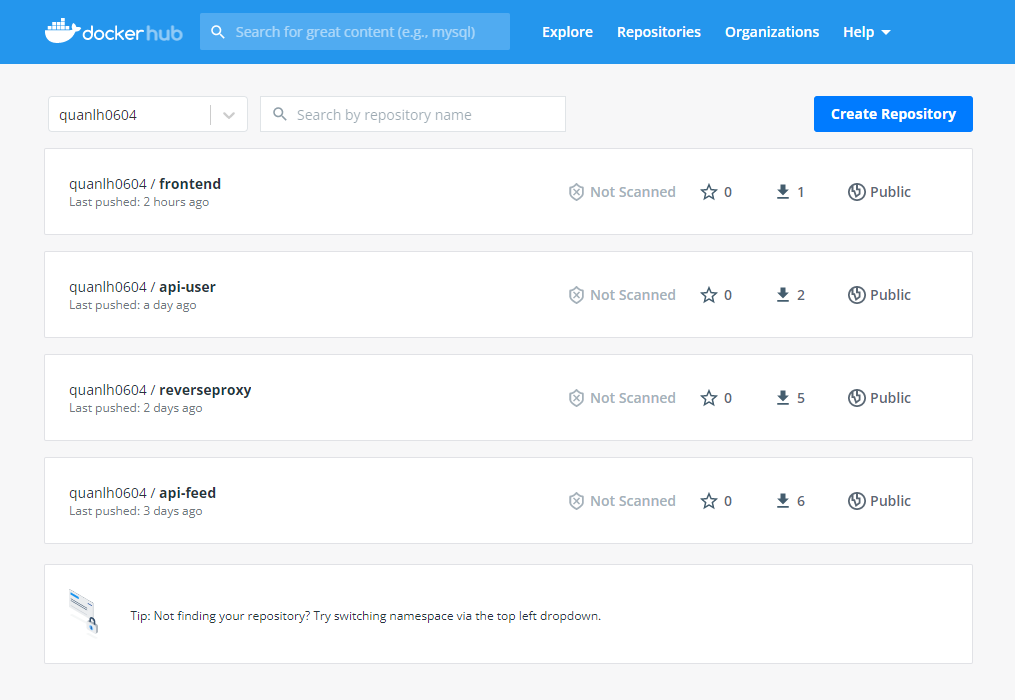 docker hub
Search for great content (e.g., mysql)
Explore
Repositories
Organizations
Help
quanlh0604
Search by repository name
Create Repository
quanlh0604 / frontend
Last pushed: 2 hours ago
Not Scanned
0
1
Public
quanlh0604 / api-user
Last pushed: a day ago
Not Scanned
0
2
Public
quanlh0604 / reverseproxy
Last pushed: 2 days ago
Not Scanned
0
5
Public
quanlh0604 / api-feed
Last pushed: 3 days ago
Not Scanned
0
6
Public
Tip: Not finding your repository? Try switching namespace via the top left dropdown.